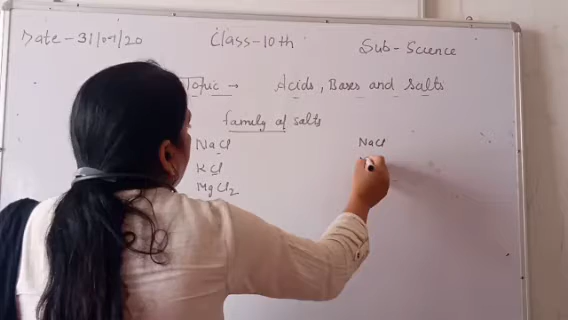 Date - 31/07/20 Class - 10th Sub - Science
Topic → Acids, Bases and Salts
family of salts
NaCl NaCl
KCl
MgCl2